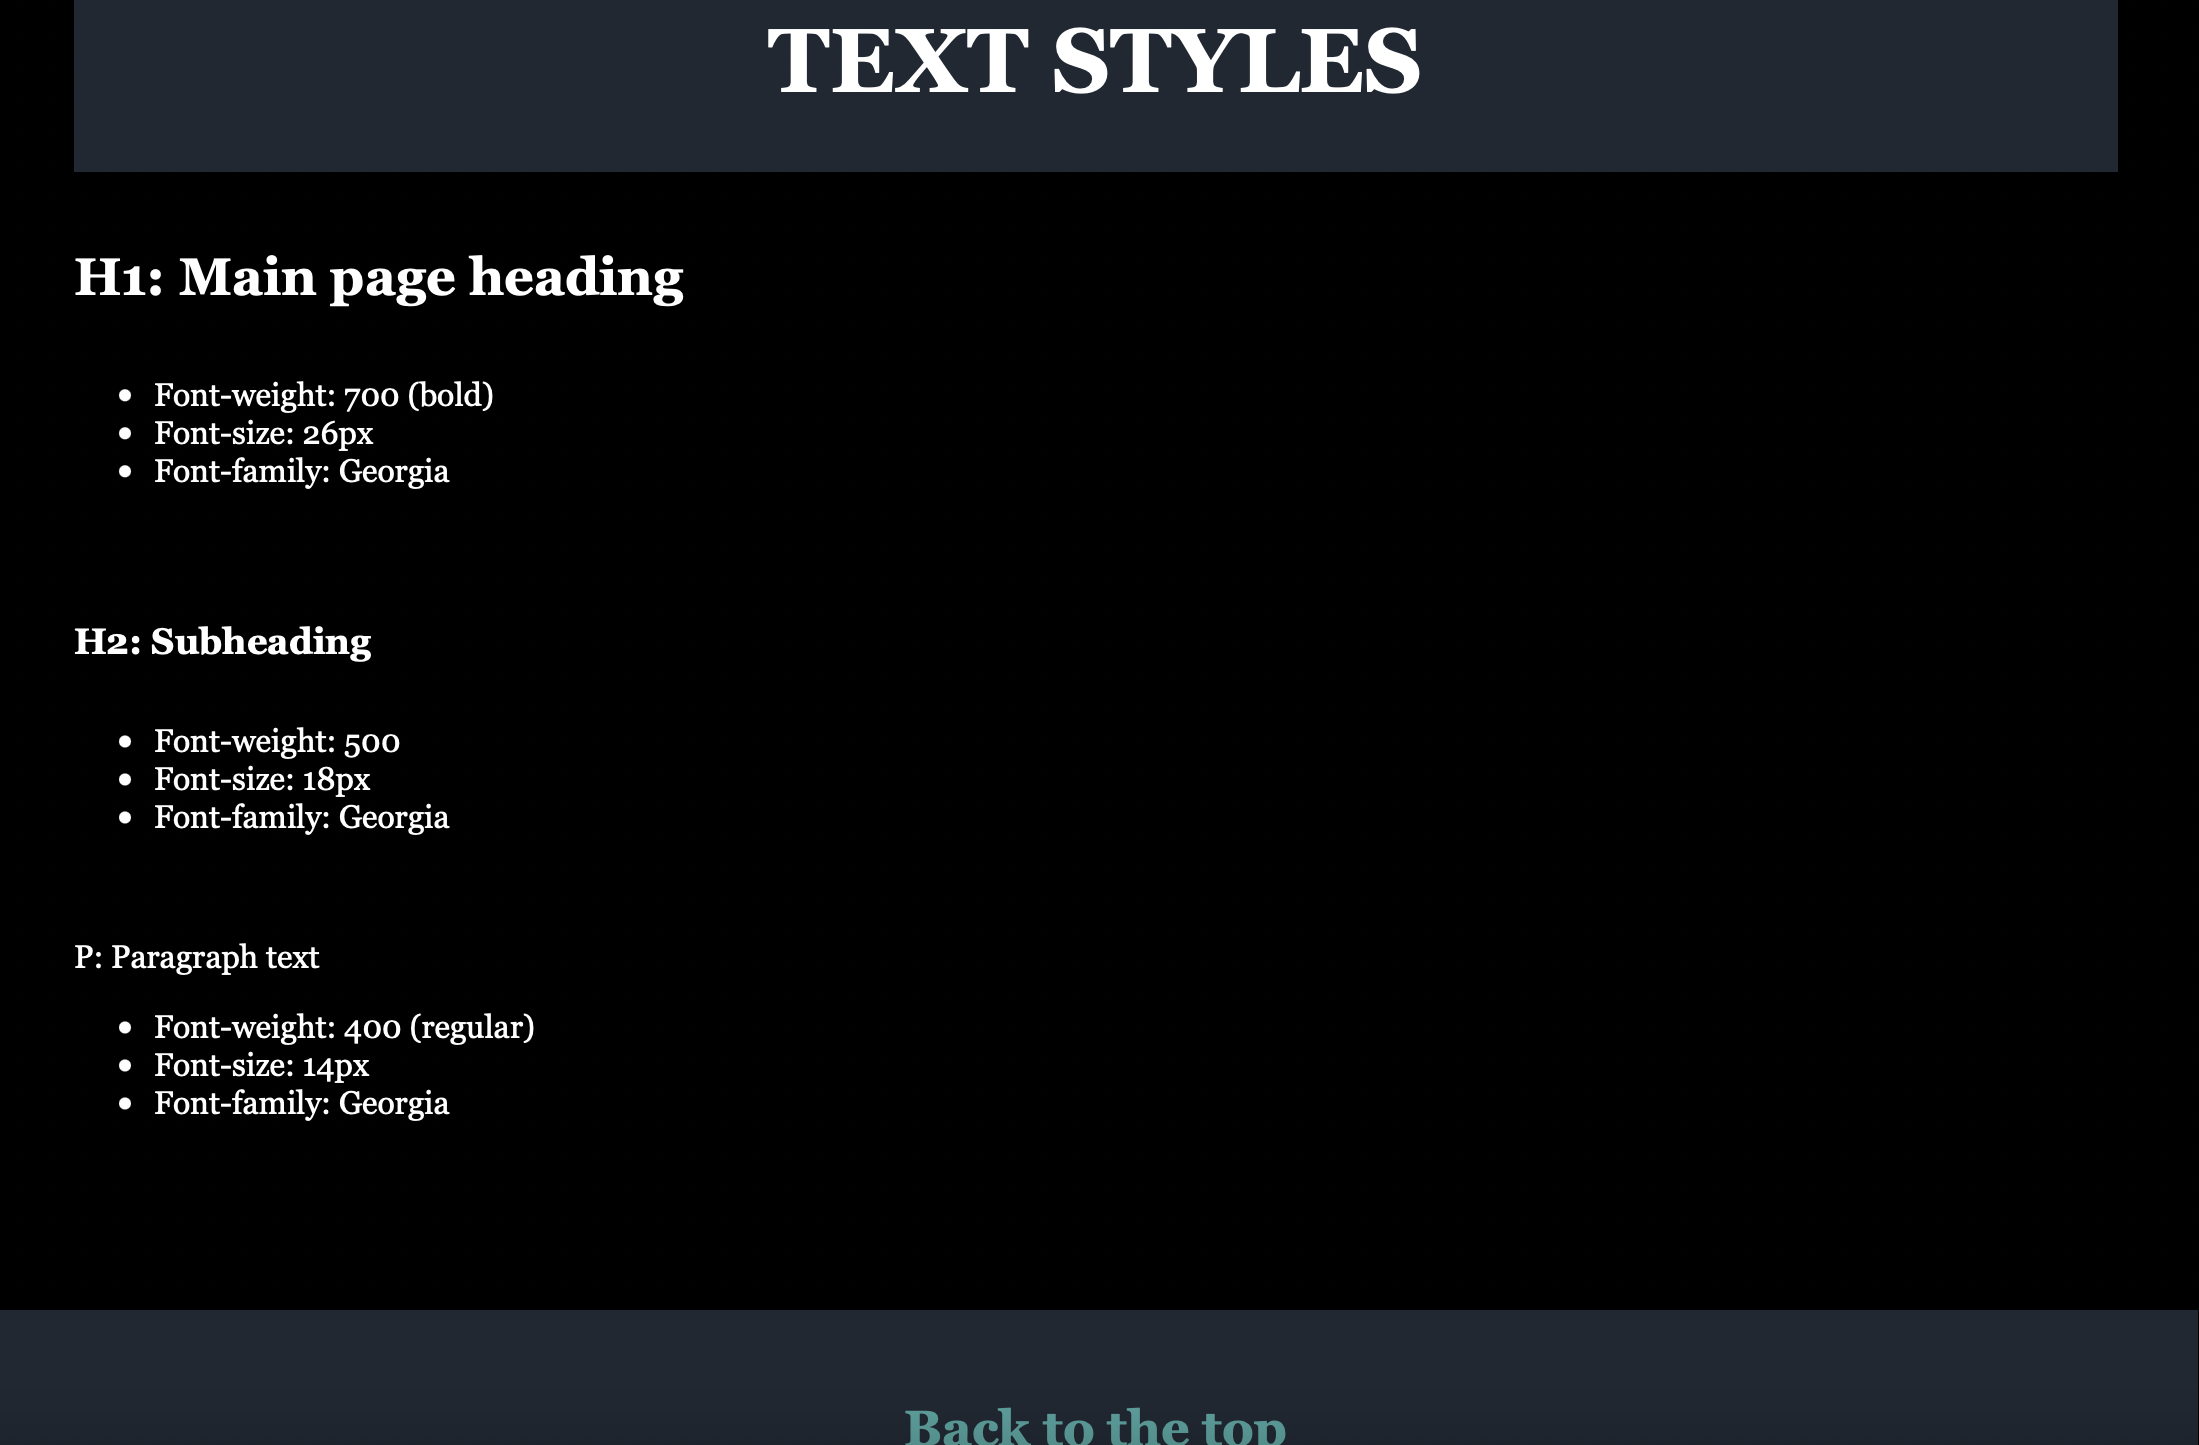 TEXT STYLES
H1: Main page heading
Font-weight: 700 (bold)
Font-size: 26px
Font-family: Georgia
H2: Subheading
Font-weight: 500
Font-size: 18px
Font-family: Georgia
P: Paragraph text
Font-weight: 400 (regular)
Font-size: 14px
Font-family: Georgia
Back to the top